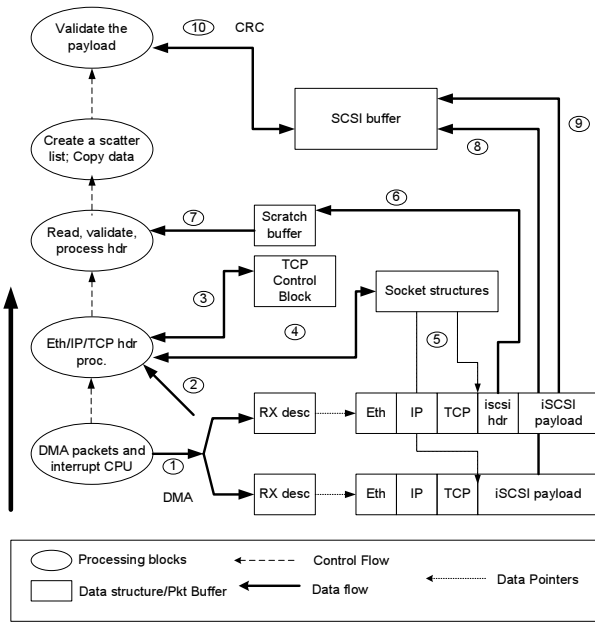 Validate the
payload
10
CRC
SCSI buffer
9
8
Create a scatter
list; Copy data
6
7
Scratch
buffer
Read, validate,
process hdr
TCP
Control
Block
3
Socket structures
4
5
Eth/IP/TCP hdr
proc.
2
RX desc
Eth
IP
TCP
iscsi
hdr
iSCSI
payload
DMA packets and
interrupt CPU
1
DMA
RX desc
Eth
IP
TCP
iSCSI payload
Processing blocks
Control Flow
Data structure/Pkt Buffer
Data flow
Data Pointers